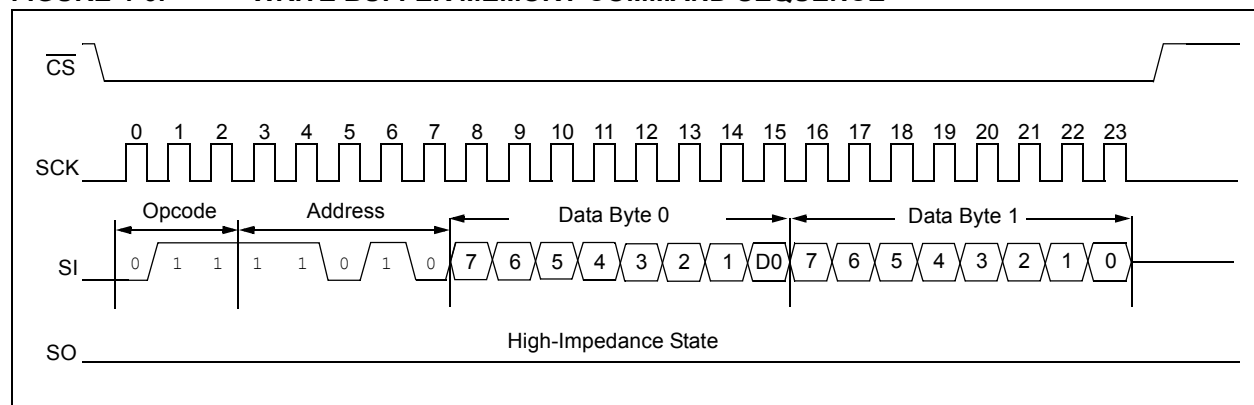 CS
0 1 2 3 4 5 6 7 8 9 10 11 12 13 14 15 16 17 18 19 20 21 22 23
SCK
Opcode Address Data Byte 0 Data Byte 1
SI 0 1 1 1 1 0 1 0 7 6 5 4 3 2 1 D0 7 6 5 4 3 2 1 0
High-Impedance State
SO